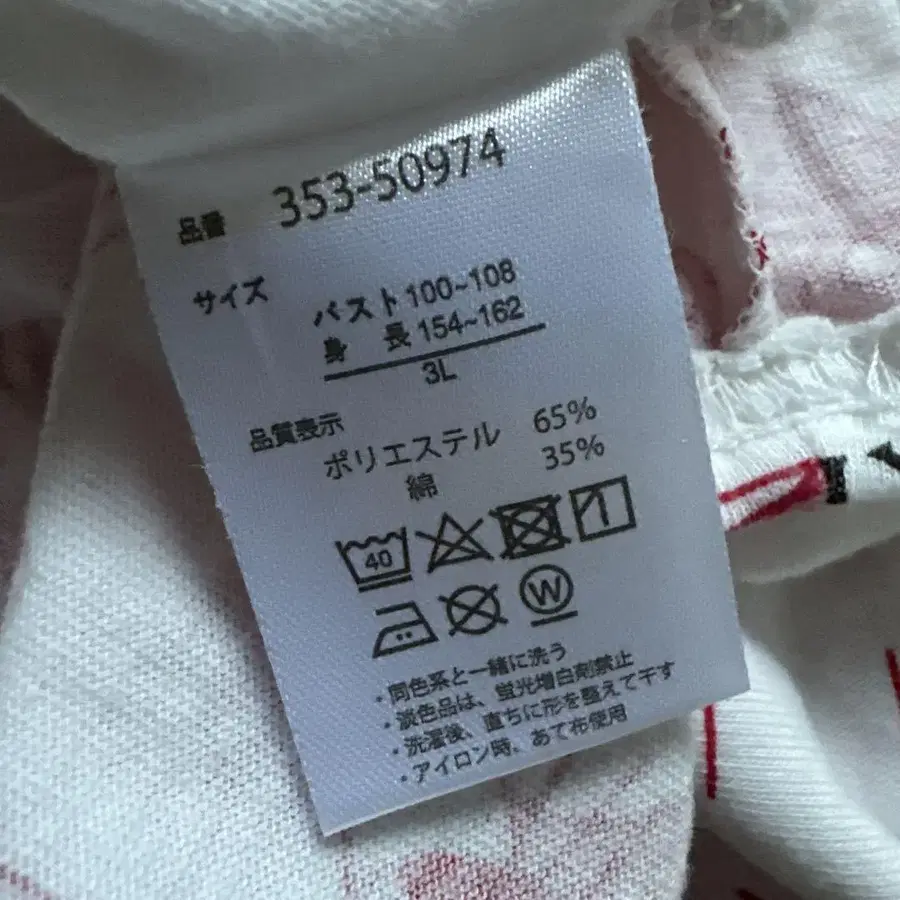 品番 353-50974
サイズ バスト100~108
身 長154~162
3L
品質表示
ポリエステル 65%
綿 35%
40
W
・同色系と一緒に洗う
・淡色品は、蛍光増白剤禁止
・洗濯後、直ちに形を整えて干す
・アイロン時、あて布使用